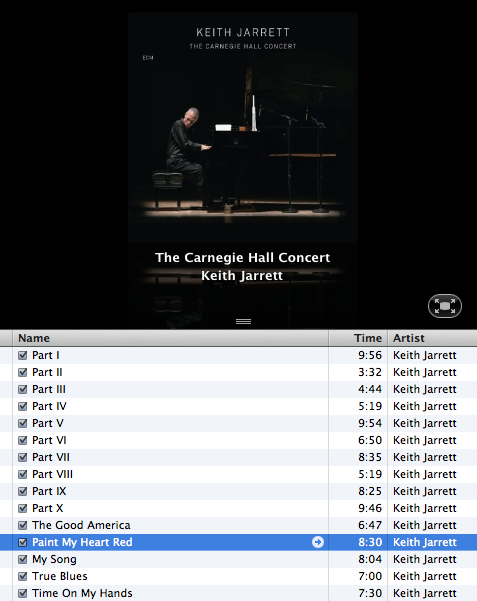 KEITH JARRETT
THE CARNEGIE HALL CONCERT
ECM
The Carnegie Hall Concert
Keith Jarrett
Name Time Artist
Part I 9:56 Keith Jarrett
Part II 3:32 Keith Jarrett
Part III 4:44 Keith Jarrett
Part IV 5:19 Keith Jarrett
Part V 9:54 Keith Jarrett
Part VI 6:50 Keith Jarrett
Part VII 8:35 Keith Jarrett
Part VIII 5:19 Keith Jarrett
Part IX 8:25 Keith Jarrett
Part X 9:46 Keith Jarrett
The Good America 6:47 Keith Jarrett
Paint My Heart Red 8:30 Keith Jarrett
My Song 8:04 Keith Jarrett
True Blues 7:00 Keith Jarrett
Time On My Hands 7:30 Keith Jarrett